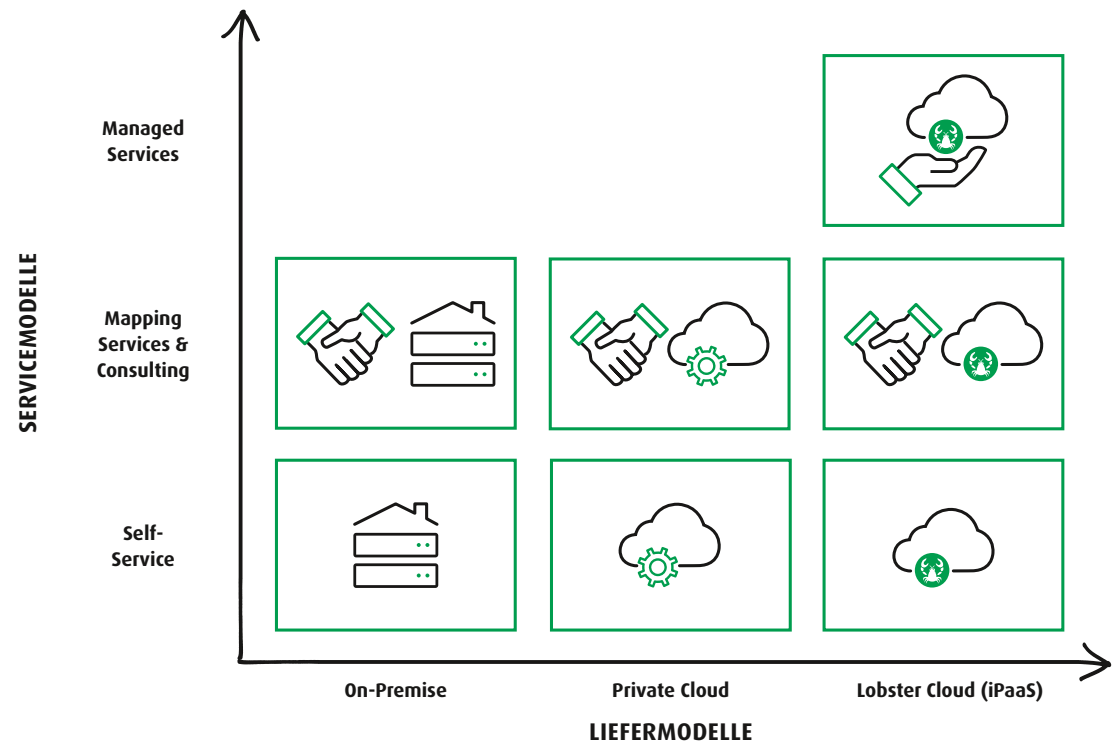 Managed
Services
SERVICEMODELLE
Mapping
Services &
Consulting
Self-
Service
On-Premise
Private Cloud
Lobster Cloud (iPaaS)
LIEFERMODELLE